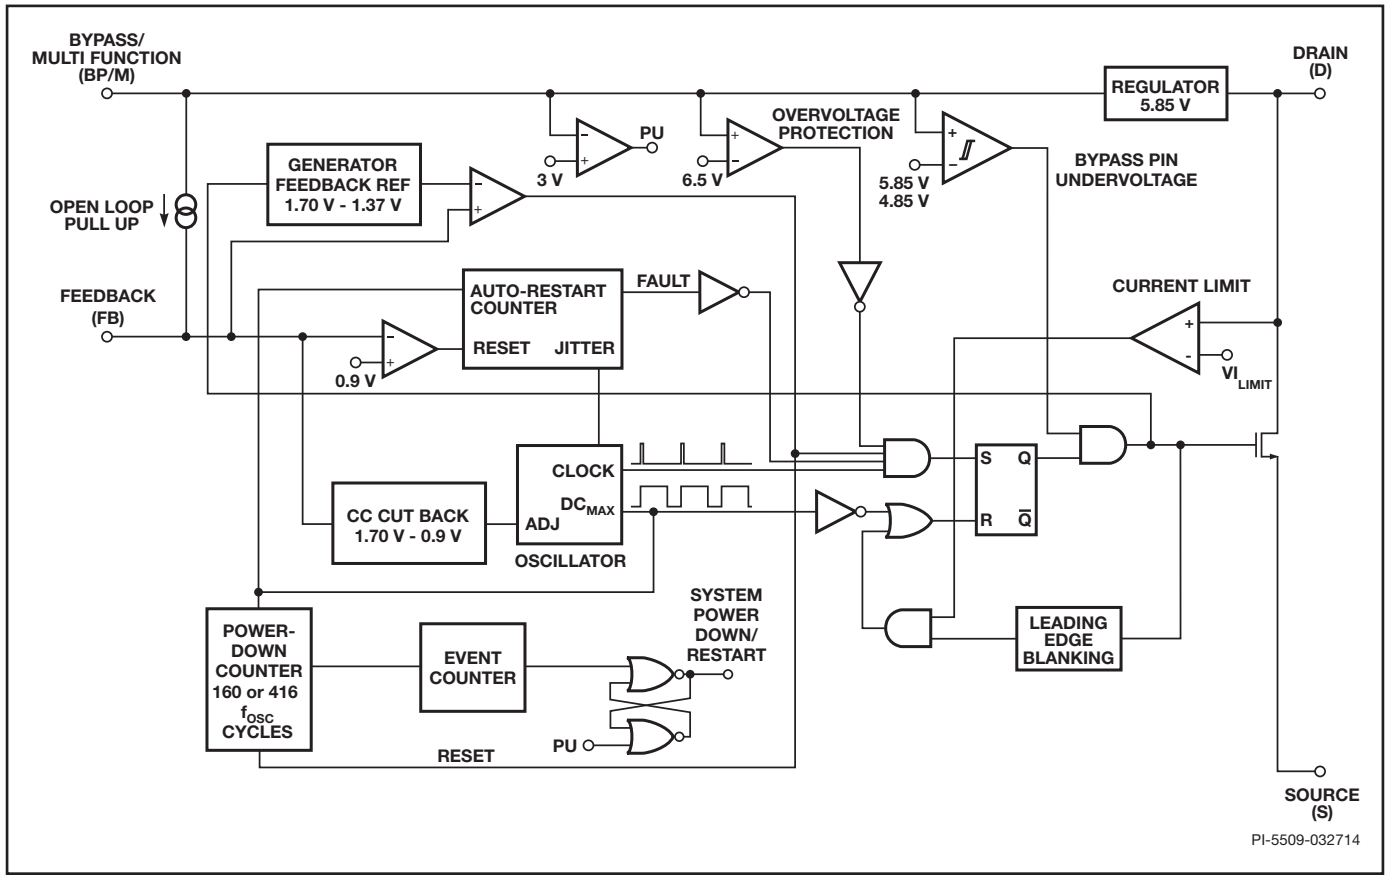 BYPASS/
MULTI FUNCTION
(BP/M)
DRAIN
(D)
REGULATOR
5.85 V
OVERVOLTAGE
PROTECTION
PU
-
+
3 V
+
-
6.5 V
+
-
5.85 V
4.85 V
BYPASS PIN
UNDERVOLTAGE
GENERATOR
FEEDBACK REF
1.70 V - 1.37 V
-
+
OPEN LOOP
PULL UP
FEEDBACK
(FB)
AUTO-RESTART
COUNTER
RESET JITTER
FAULT
-
+
0.9 V
CURRENT LIMIT
+
-
VI LIMIT
CLOCK
DCMAX
ADJ
OSCILLATOR
CC CUT BACK
1.70 V - 0.9 V
S Q
R Q̅
SYSTEM
POWER
DOWN/
RESTART
POWER-
DOWN
COUNTER
160 or 416
fOSC
CYCLES
EVENT
COUNTER
LEADING
EDGE
BLANKING
PU
RESET
SOURCE
(S)
PI-5509-032714